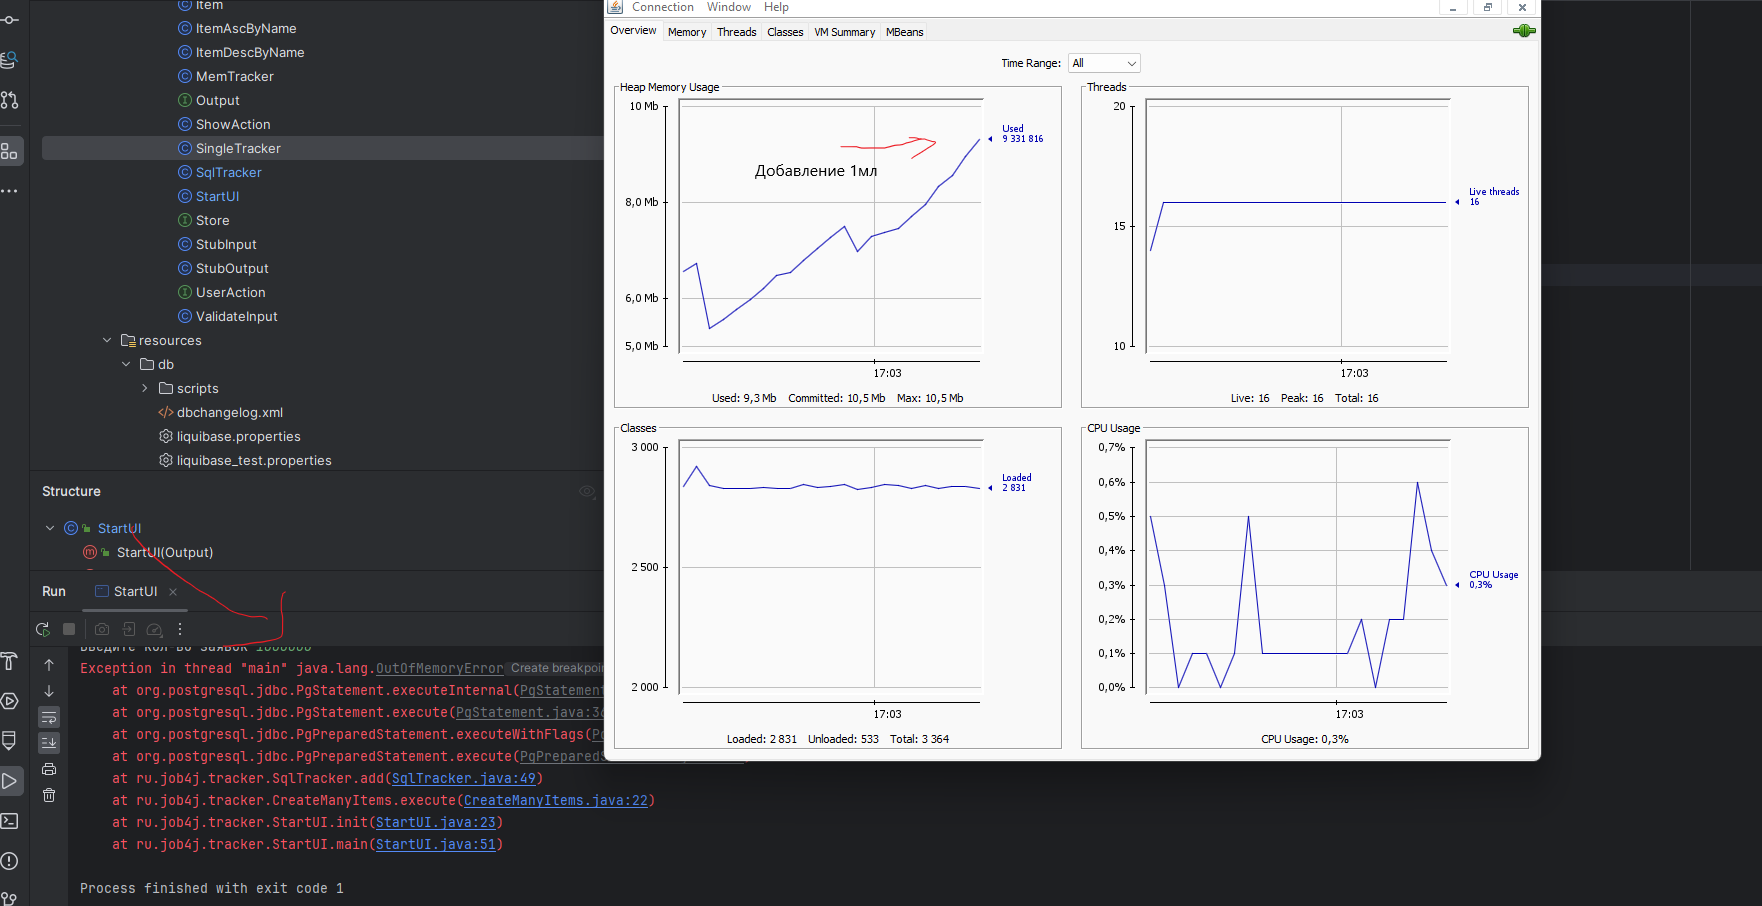 Item
ItemAscByName
ItemDescByName
MemTracker
Output
ShowAction
SingleTracker
SqlTracker
StartUI
Store
StubInput
StubOutput
UserAction
ValidateInput
resources
db
scripts
dbchangelog.xml
liquibase.properties
liquibase_test.properties
Structure
StartUI
StartUI(Output)
Run StartUI
Введите кол-во заявок 1000000
Exception in thread "main" java.lang.OutOfMemoryError Create breakpoin
at org.postgresql.jdbc.PgStatement.executeInternal(PgStatement
at org.postgresql.jdbc.PgStatement.execute(PgStatement.java:36
at org.postgresql.jdbc.PgPreparedStatement.executeWithFlags(Pg
at org.postgresql.jdbc.PgPreparedStatement.execute(PgPreparedS
at ru.job4j.tracker.SqlTracker.add(SqlTracker.java:49)
at ru.job4j.tracker.CreateManyItems.execute(CreateManyItems.java:22)
at ru.job4j.tracker.StartUI.init(StartUI.java:23)
at ru.job4j.tracker.StartUI.main(StartUI.java:51)
Process finished with exit code 1
Connection Window Help
Overview Memory Threads Classes VM Summary MBeans
Time Range: All
Heap Memory Usage
10 Mb
8,0 Mb
6,0 Mb
5,0 Mb
Добавление 1мл
Used
9 331 816
17:03
Used: 9,3 Mb Committed: 10,5 Mb Max: 10,5 Mb
Threads
20
15
10
Live threads
16
17:03
Live: 16 Peak: 16 Total: 16
Classes
3 000
2 500
2 000
Loaded
2 831
17:03
Loaded: 2 831 Unloaded: 533 Total: 3 364
CPU Usage
0,7%
0,6%
0,5%
0,4%
0,3%
0,2%
0,1%
0,0%
CPU Usage
0,3%
17:03
CPU Usage: 0,3%